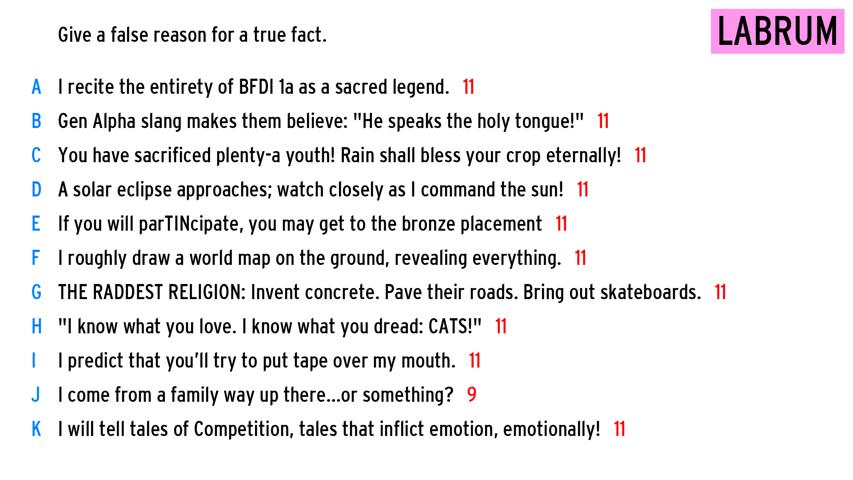 Give a false reason for a true fact.
LABRUM
A I recite the entirety of BFDI 1a as a sacred legend. 11
B Gen Alpha slang makes them believe: "He speaks the holy tongue!" 11
C You have sacrificed plenty-a youth! Rain shall bless your crop eternally! 11
D A solar eclipse approaches; watch closely as I command the sun! 11
E If you will parTINcipate, you may get to the bronze placement 11
F I roughly draw a world map on the ground, revealing everything. 11
G THE RADDEST RELIGION: Invent concrete. Pave their roads. Bring out skateboards. 11
H "I know what you love. I know what you dread: CATS!" 11
I I predict that you'll try to put tape over my mouth. 11
J I come from a family way up there...or something? 9
K I will tell tales of Competition, tales that inflict emotion, emotionally! 11